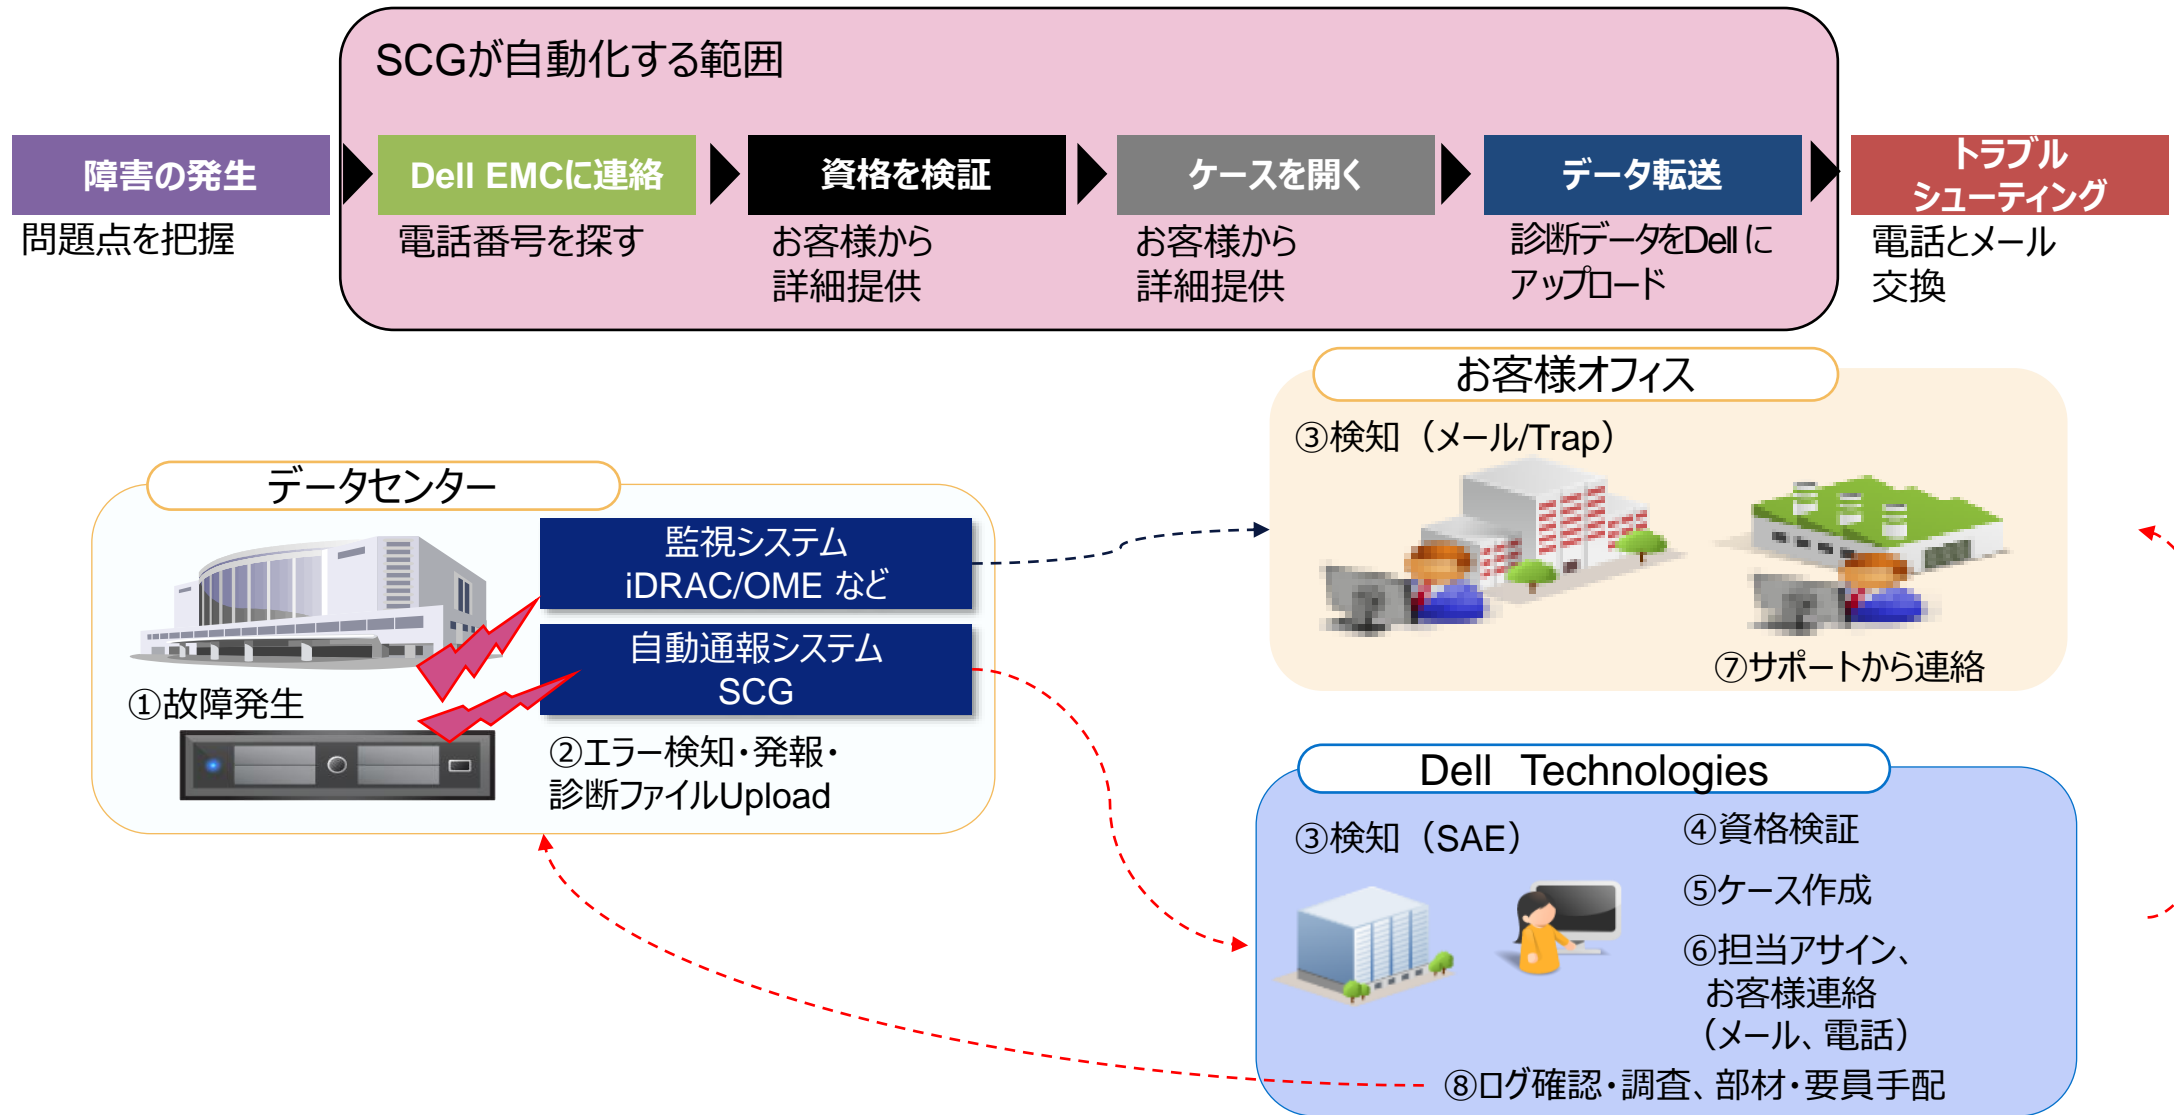 SCGが自動化する範囲
障害の発生
Dell EMCに連絡
資格を検証
ケースを開く
データ転送
トラブル
シューティング
問題点を把握
電話番号を探す
お客様から
詳細提供
お客様から
詳細提供
診断データをDellに
アップロード
電話とメール
交換
お客様オフィス
③検知（メール/Trap）
⑦サポートから連絡
データセンター
監視システム
iDRAC/OME など
自動通報システム
SCG
①故障発生
②エラー検知・発報・
診断ファイルUpload
Dell Technologies
③検知（SAE）
④資格検証
⑤ケース作成
⑥担当アサイン、
お客様連絡
（メール、電話）
⑧ログ確認・調査、部材・要員手配